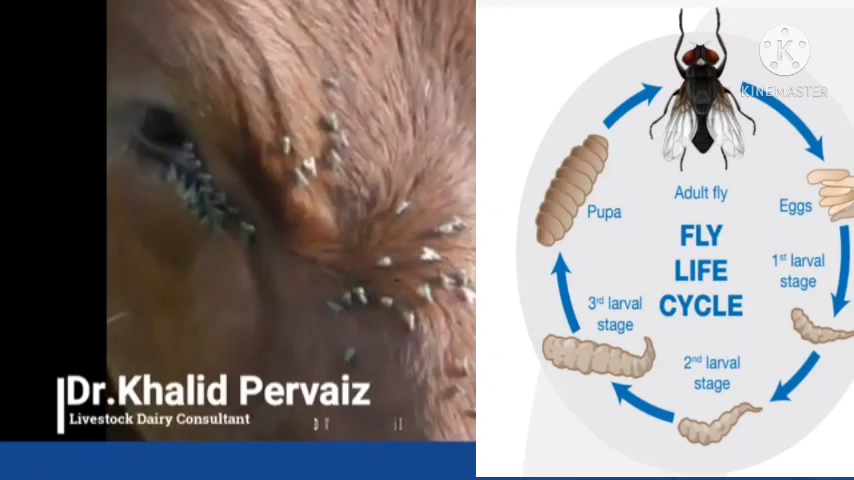 Dr.Khalid Pervaiz
Livestock Dairy Consultant
K
KINEMASTER
Adult fly
Eggs
Pupa
FLY
LIFE
CYCLE
1st larval
stage
3rd larval
stage
2nd larval
stage